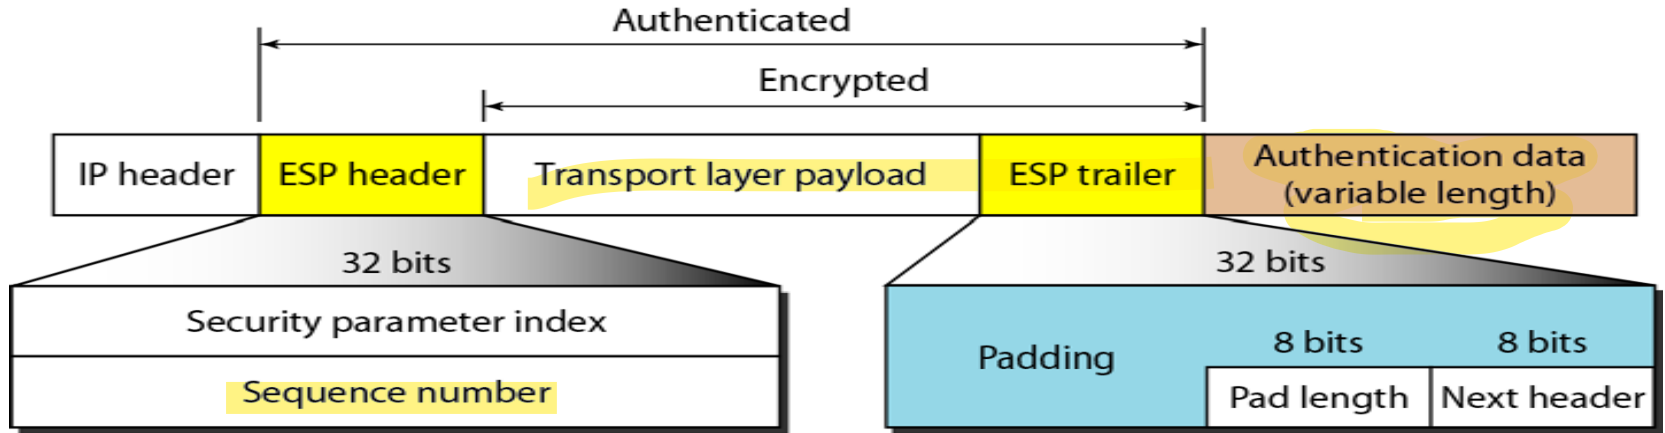 Authenticated
Encrypted
IP header
ESP header
Transport layer payload
ESP trailer
Authentication data
(variable length)
32 bits
32 bits
Security parameter index
Sequence number
Padding
8 bits
8 bits
Pad length
Next header